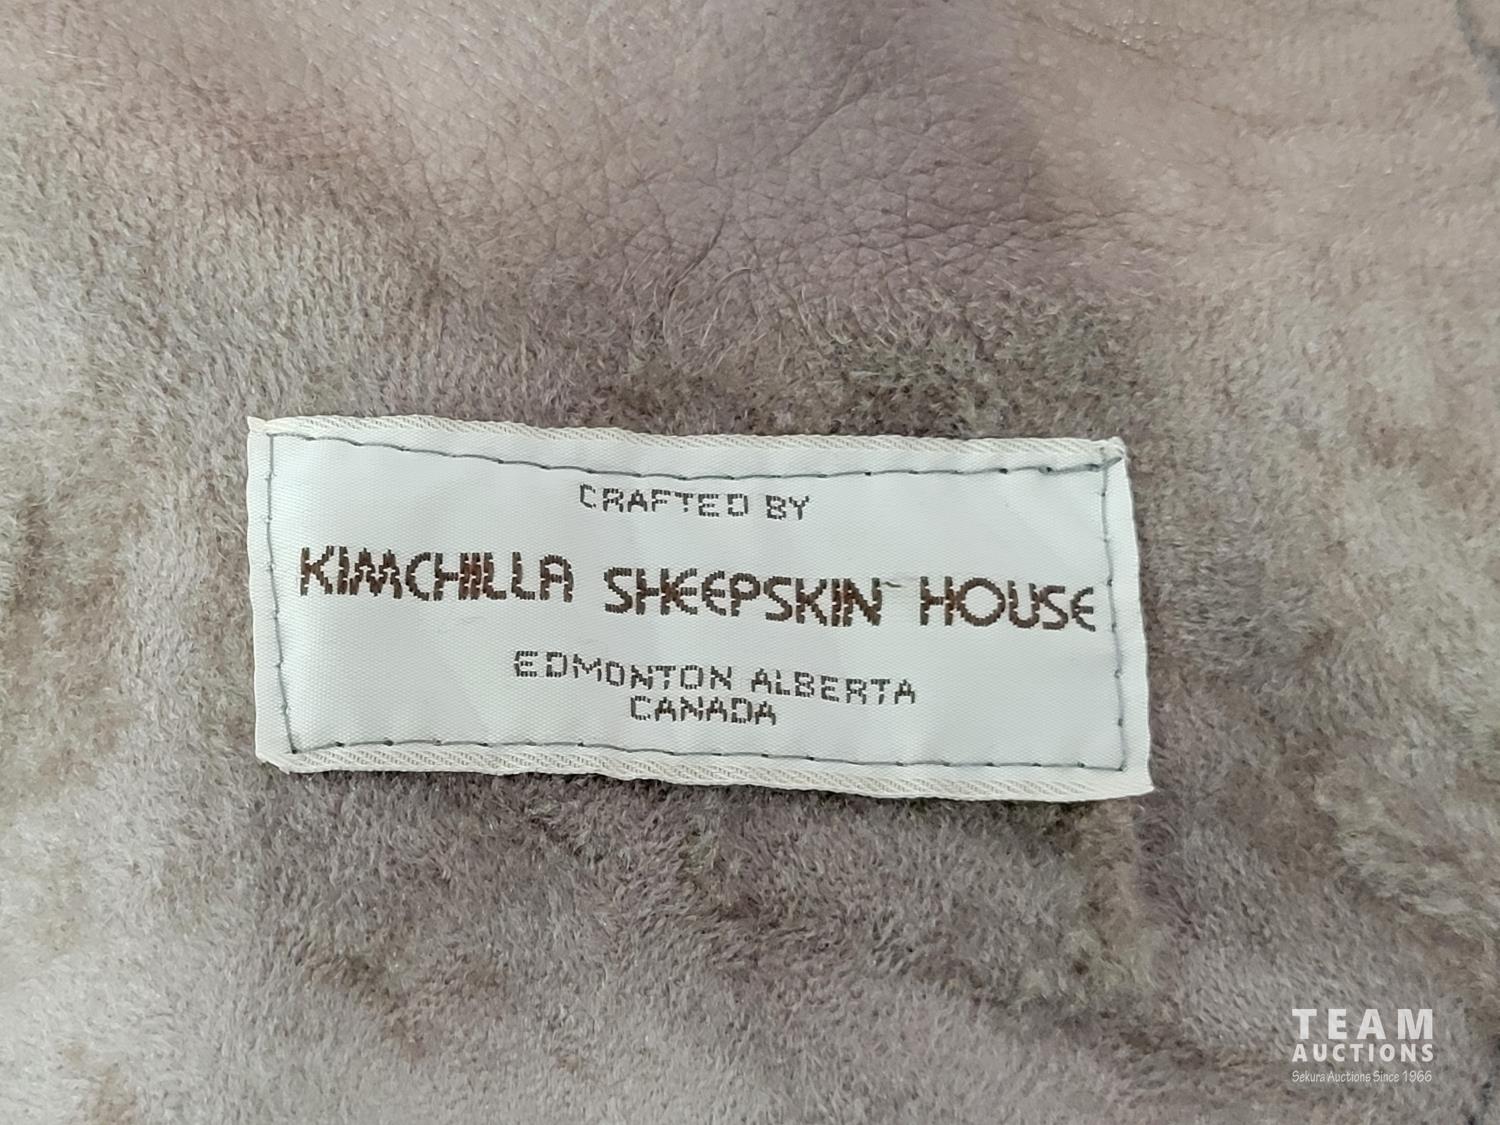 CRAFTED BY
KIMCHILLA SHEEPSKIN HOUSE
EDMONTON ALBERTA
CANADA
TEAM
AUCTIONS
Sekura Auctions Since 1966